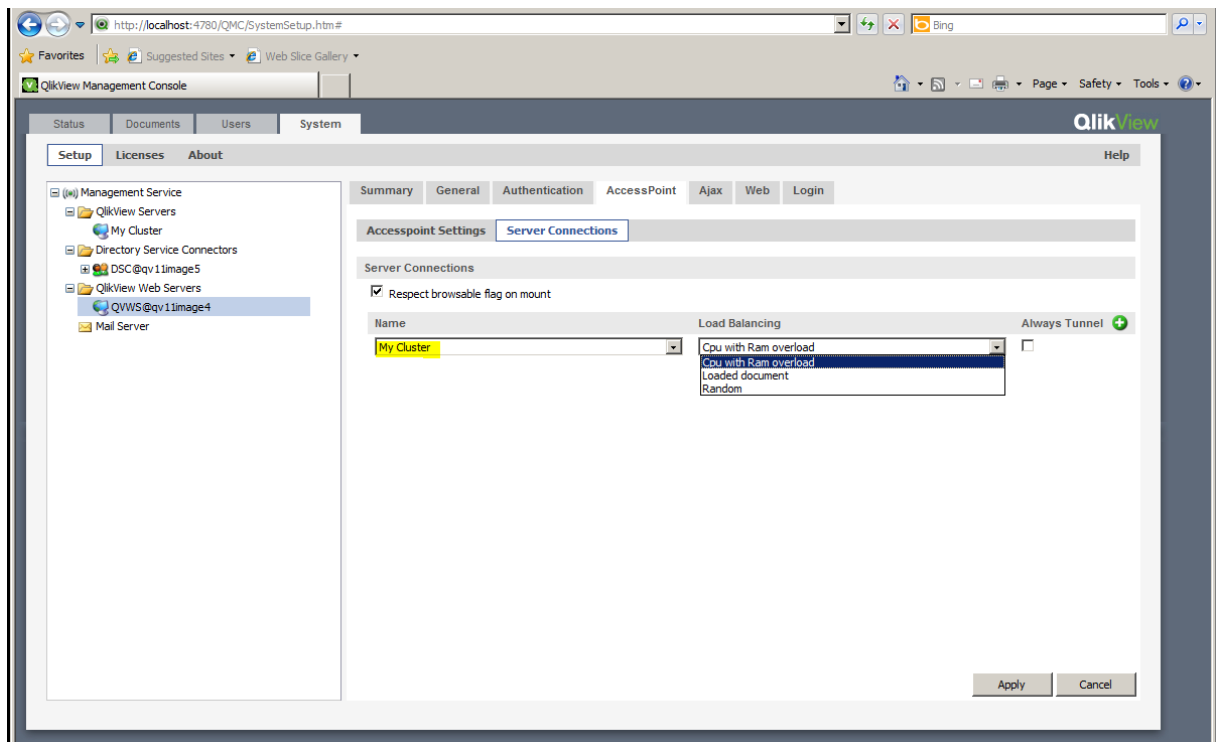 http://localhost:4780/QMC/SystemSetup.htm#
Bing
Favorites
Suggested Sites
Web Slice Gallery
QlikView Management Console
Page
Safety
Tools
Status
Documents
Users
System
QlikView
Setup
Licenses
About
Help
Management Service
QlikView Servers
My Cluster
Directory Service Connectors
DSC@qv11image5
QlikView Web Servers
QVWS@qv11image4
Mail Server
Summary
General
Authentication
AccessPoint
Ajax
Web
Login
Accesspoint Settings
Server Connections
Server Connections
Respect browsable flag on mount
Name
Load Balancing
Always Tunnel
My Cluster
Cpu with Ram overload
Cpu with Ram overload
Loaded document
Random
Apply
Cancel